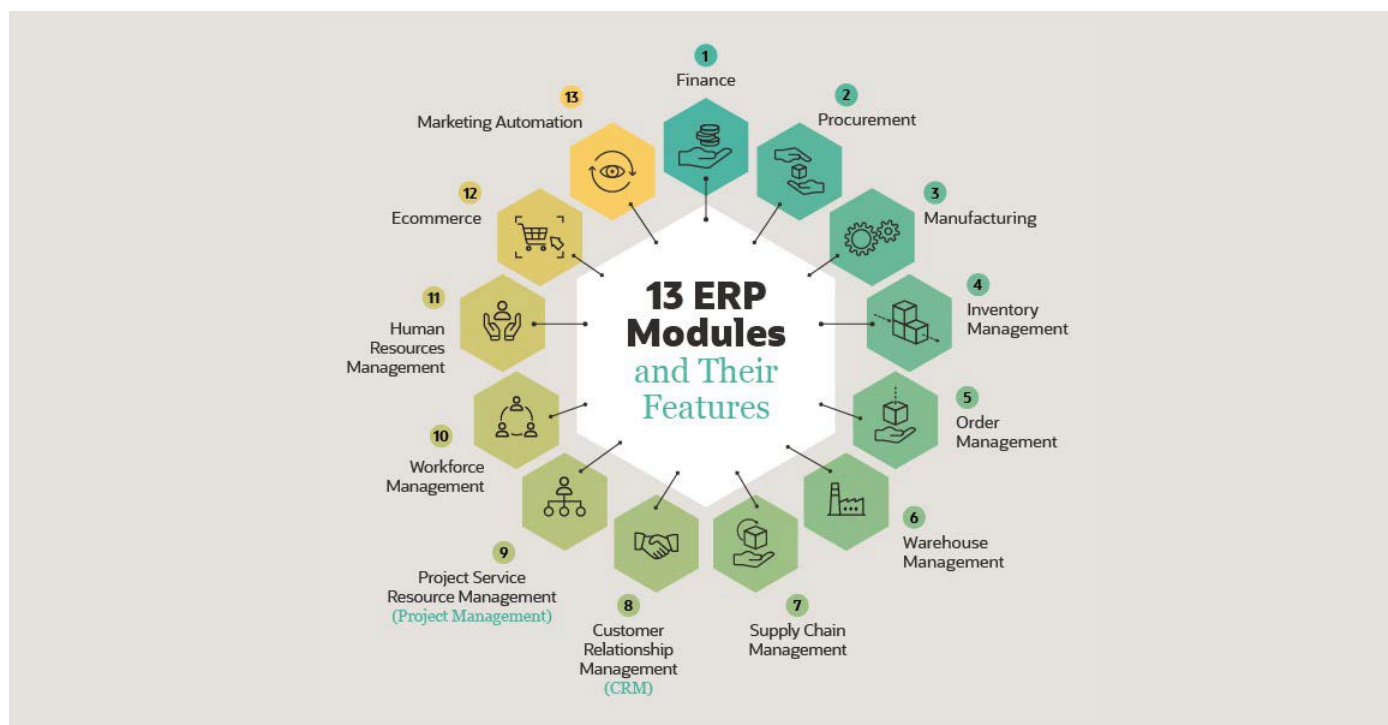 13 ERP
Modules
and Their
Features
1
Finance
2
Procurement
3
Manufacturing
4
Inventory
Management
5
Order
Management
6
Warehouse
Management
7
Supply Chain
Management
8
Customer
Relationship
Management
(CRM)
9
Project Service
Resource Management
(Project Management)
10
Workforce
Management
11
Human
Resources
Management
12
Ecommerce
13
Marketing Automation